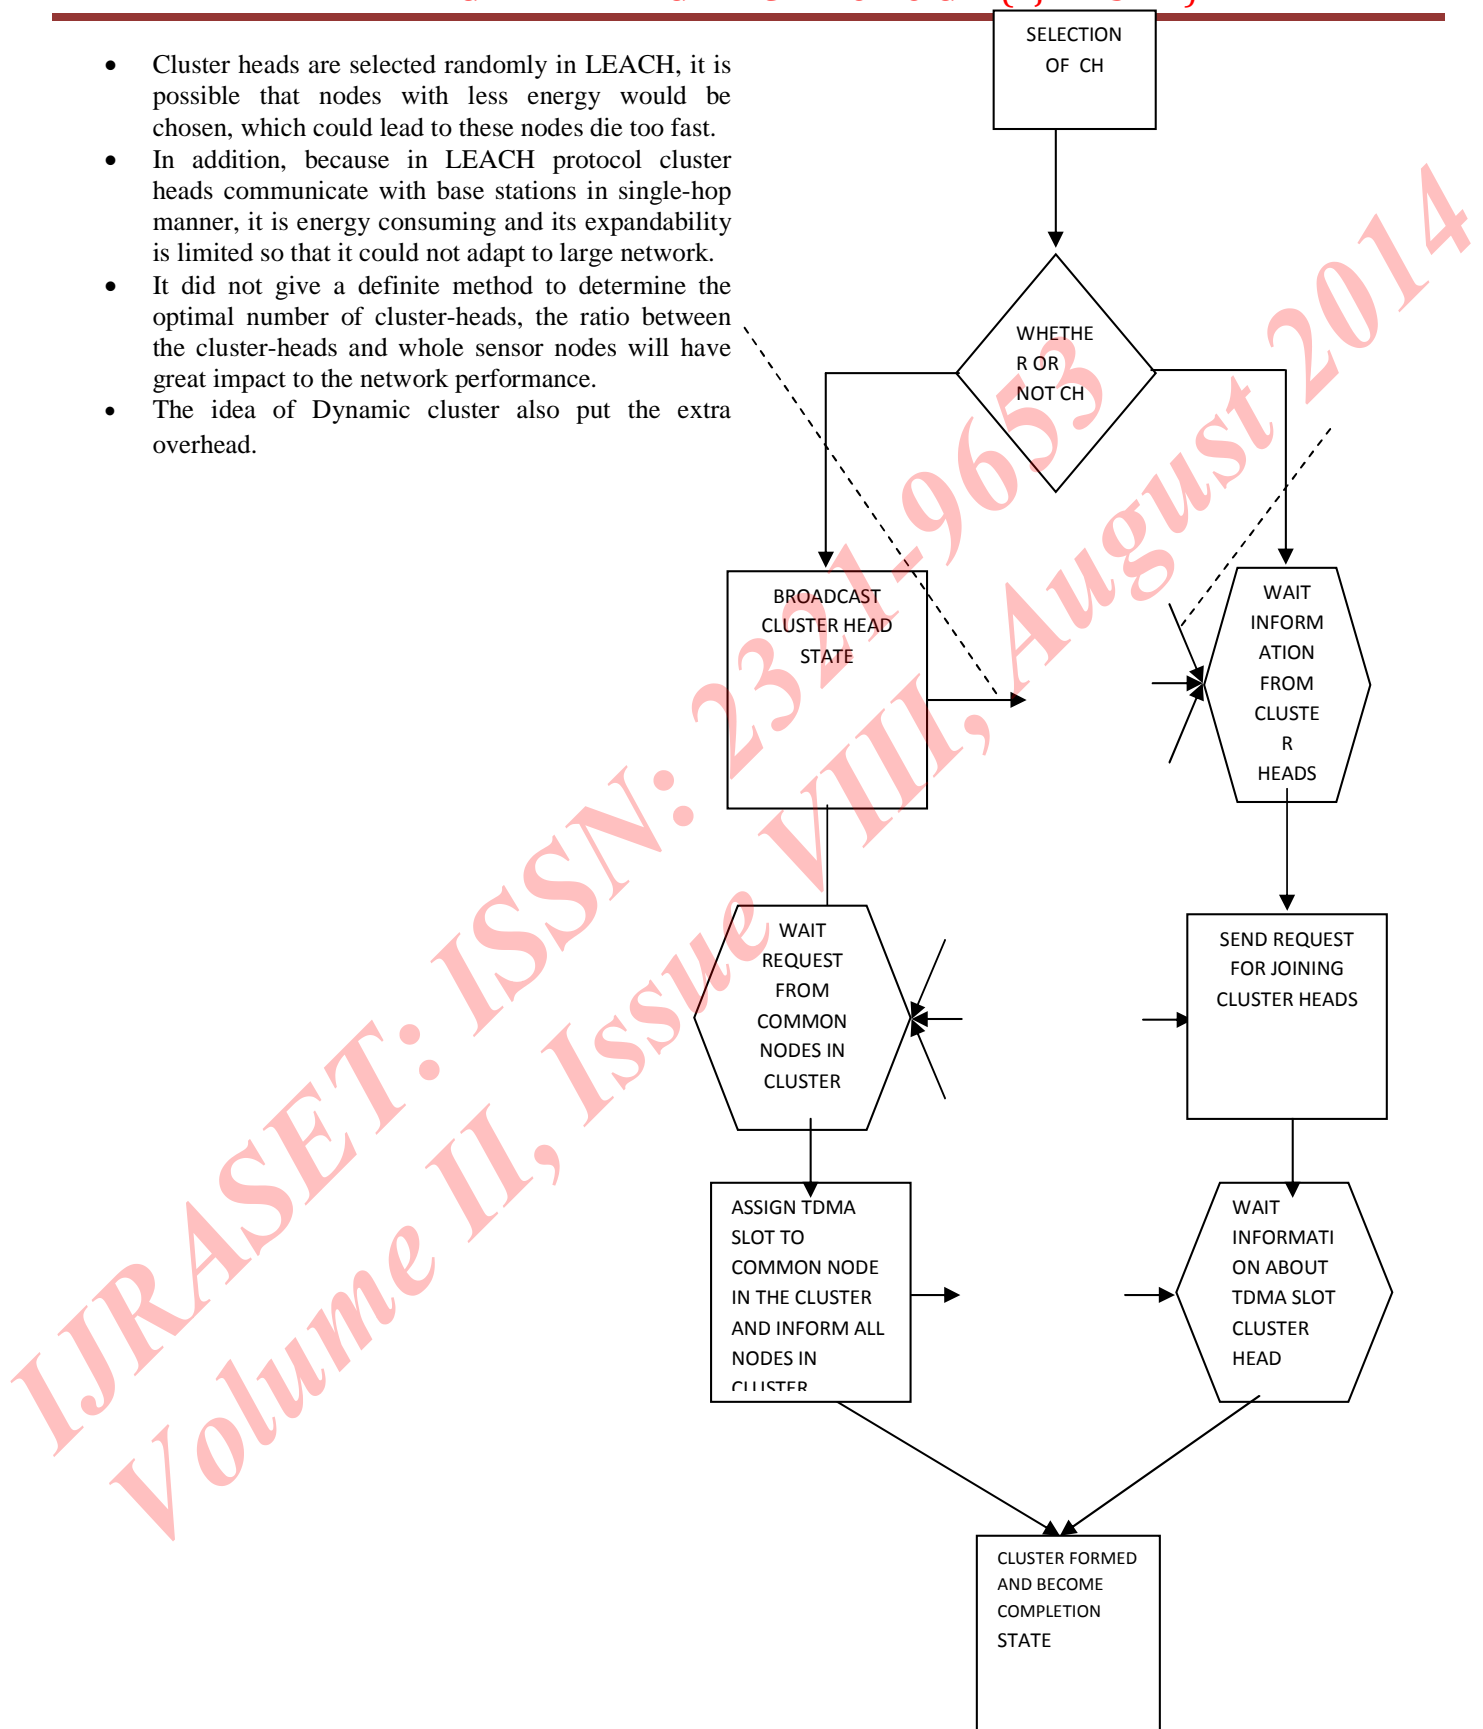 • Cluster heads are selected randomly in LEACH, it is
possible that nodes with less energy would be
chosen, which could lead to these nodes die too fast.
• In addition, because in LEACH protocol cluster
heads communicate with base stations in single-hop
manner, it is energy consuming and its expandability
is limited so that it could not adapt to large network.
• It did not give a definite method to determine the
optimal number of cluster-heads, the ratio between
the cluster-heads and whole sensor nodes will have
great impact to the network performance.
• The idea of Dynamic cluster also put the extra
overhead.
SELECTION
OF CH
WHETHE
R OR
NOT CH
BROADCAST
CLUSTER HEAD
STATE
WAIT
INFORM
ATION
FROM
CLUSTE
R
HEADS
WAIT
REQUEST
FROM
COMMON
NODES IN
CLUSTER
SEND REQUEST
FOR JOINING
CLUSTER HEADS
ASSIGN TDMA
SLOT TO
COMMON NODE
IN THE CLUSTER
AND INFORM ALL
NODES IN
CLUSTER
WAIT
INFORMATI
ON ABOUT
TDMA SLOT
CLUSTER
HEAD
CLUSTER FORMED
AND BECOME
COMPLETION
STATE
IJRASET: ISSN: 2321-9653
Volume II, Issue VIII, August 2014